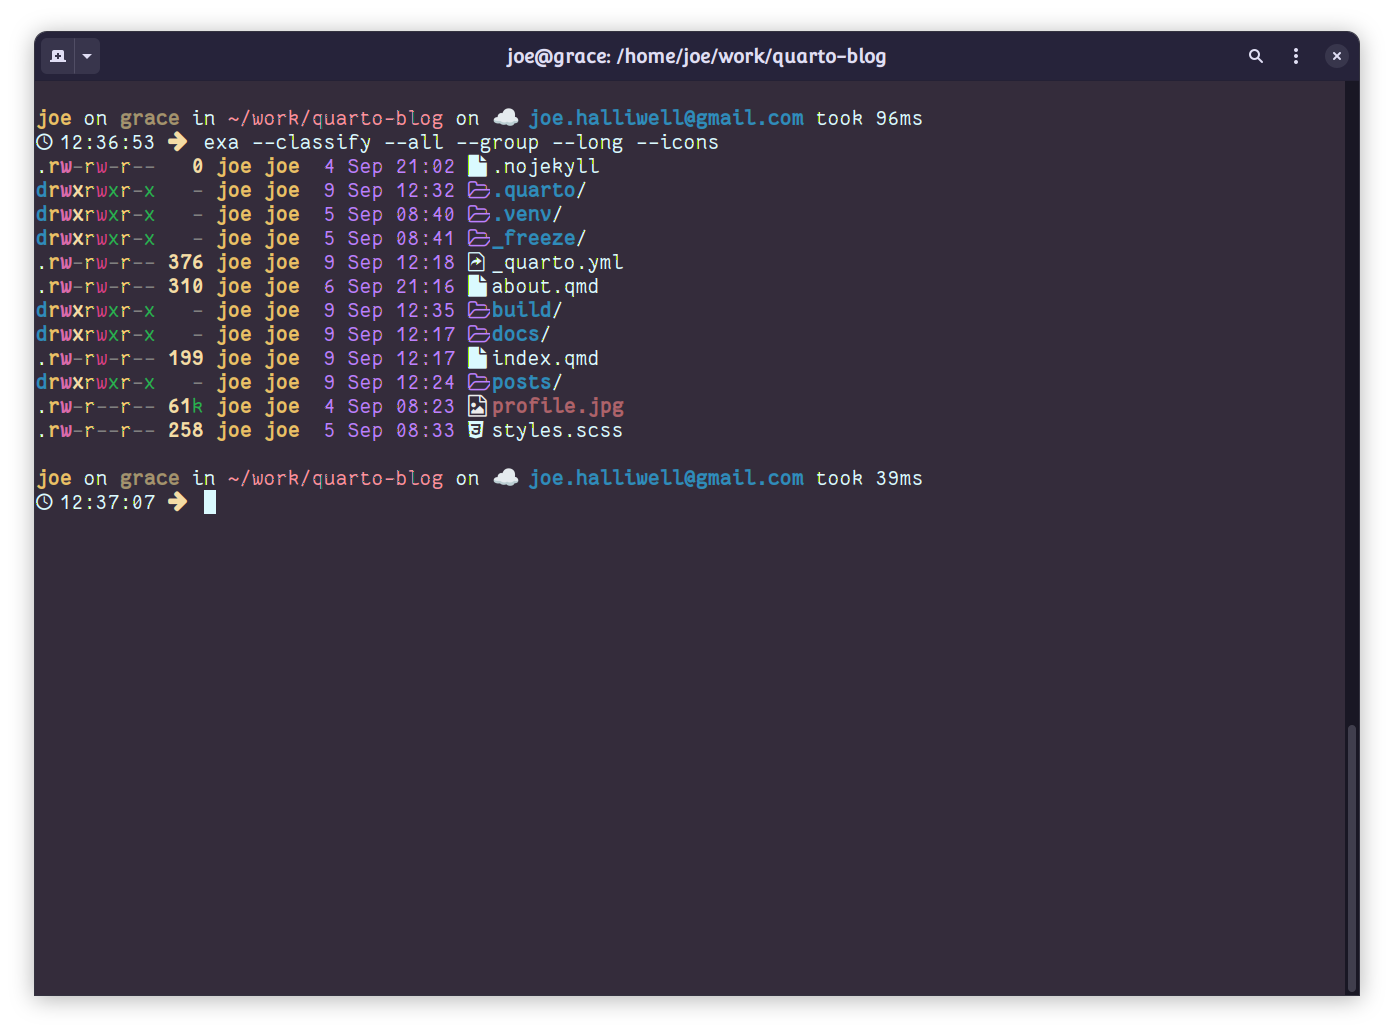 joe@grace: /home/joe/work/quarto-blog
joe on grace in ~/work/quarto-blog on ☁️ joe.halliwell@gmail.com took 96ms
12:36:53 ➜ exa --classify --all --group --long --icons
.rw-rw-r-- 0 joe joe 4 Sep 21:02 .nojekyll
drwxrwxr-x - joe joe 9 Sep 12:32 .quarto/
drwxrwxr-x - joe joe 5 Sep 08:40 .venv/
drwxrwxr-x - joe joe 5 Sep 08:41 _freeze/
.rw-rw-r-- 376 joe joe 9 Sep 12:18 _quarto.yml
.rw-rw-r-- 310 joe joe 6 Sep 21:16 about.qmd
drwxrwxr-x - joe joe 9 Sep 12:35 build/
drwxrwxr-x - joe joe 9 Sep 12:17 docs/
.rw-rw-r-- 199 joe joe 9 Sep 12:17 index.qmd
drwxrwxr-x - joe joe 9 Sep 12:24 posts/
.rw-r--r-- 61k joe joe 4 Sep 08:23 profile.jpg
.rw-r--r-- 258 joe joe 5 Sep 08:33 styles.scss
joe on grace in ~/work/quarto-blog on ☁️ joe.halliwell@gmail.com took 39ms
12:37:07 ➜